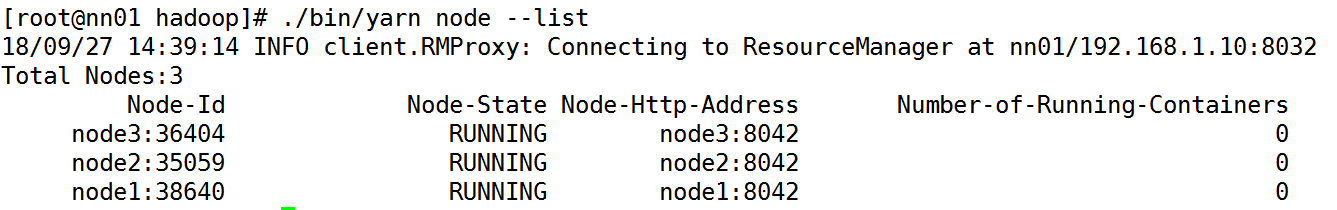 [root@nn01 hadoop]# ./bin/yarn node --list
18/09/27 14:39:14 INFO client.RMProxy: Connecting to ResourceManager at nn01/192.168.1.10:8032
Total Nodes:3
         Node-Id             Node-State Node-Http-Address       Number-of-Running-Containers
     node3:36404                RUNNING        node3:8042                                  0
     node2:35059                RUNNING        node2:8042                                  0
     node1:38640                RUNNING        node1:8042                                  0